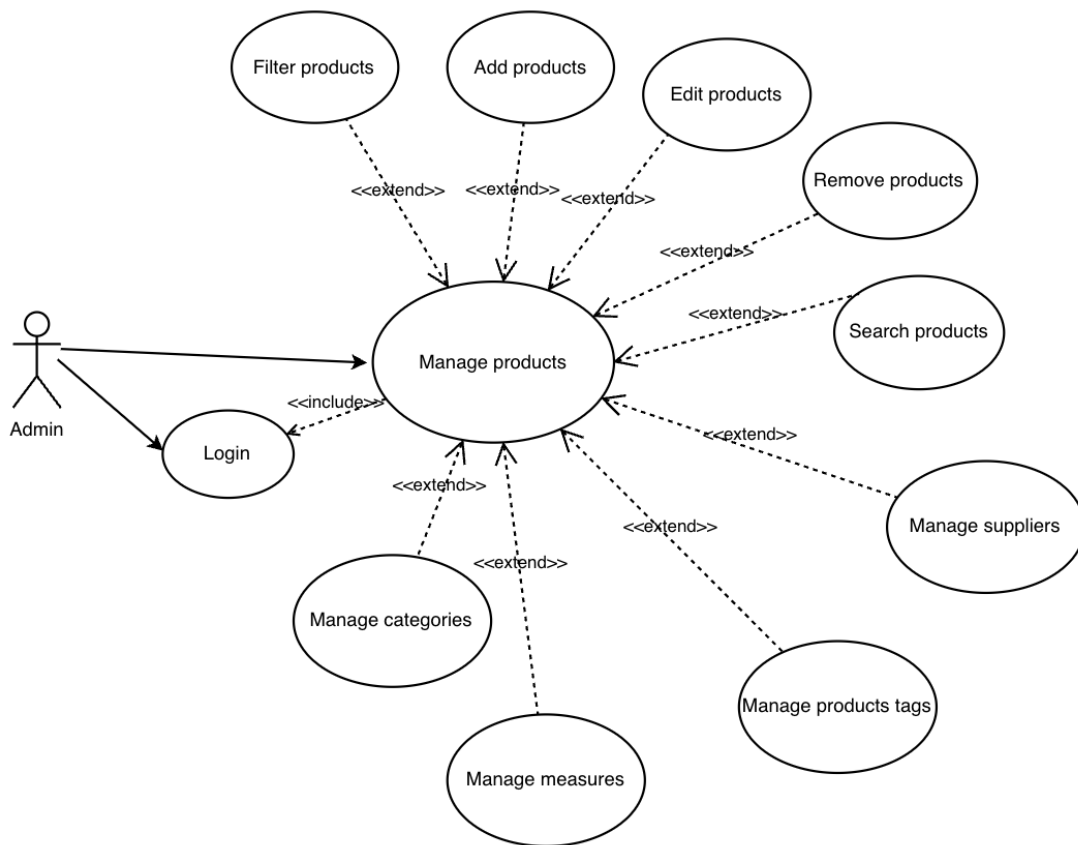 Filter products
Add products
Edit products
Remove products
<<extend>>
<<extend>>
<<extend>>
<<extend>>
<<extend>>
Search products
Manage products
Admin
<<include>>
Login
<<extend>>
<<extend>>
<<extend>>
<<extend>>
Manage suppliers
Manage categories
Manage products tags
Manage measures